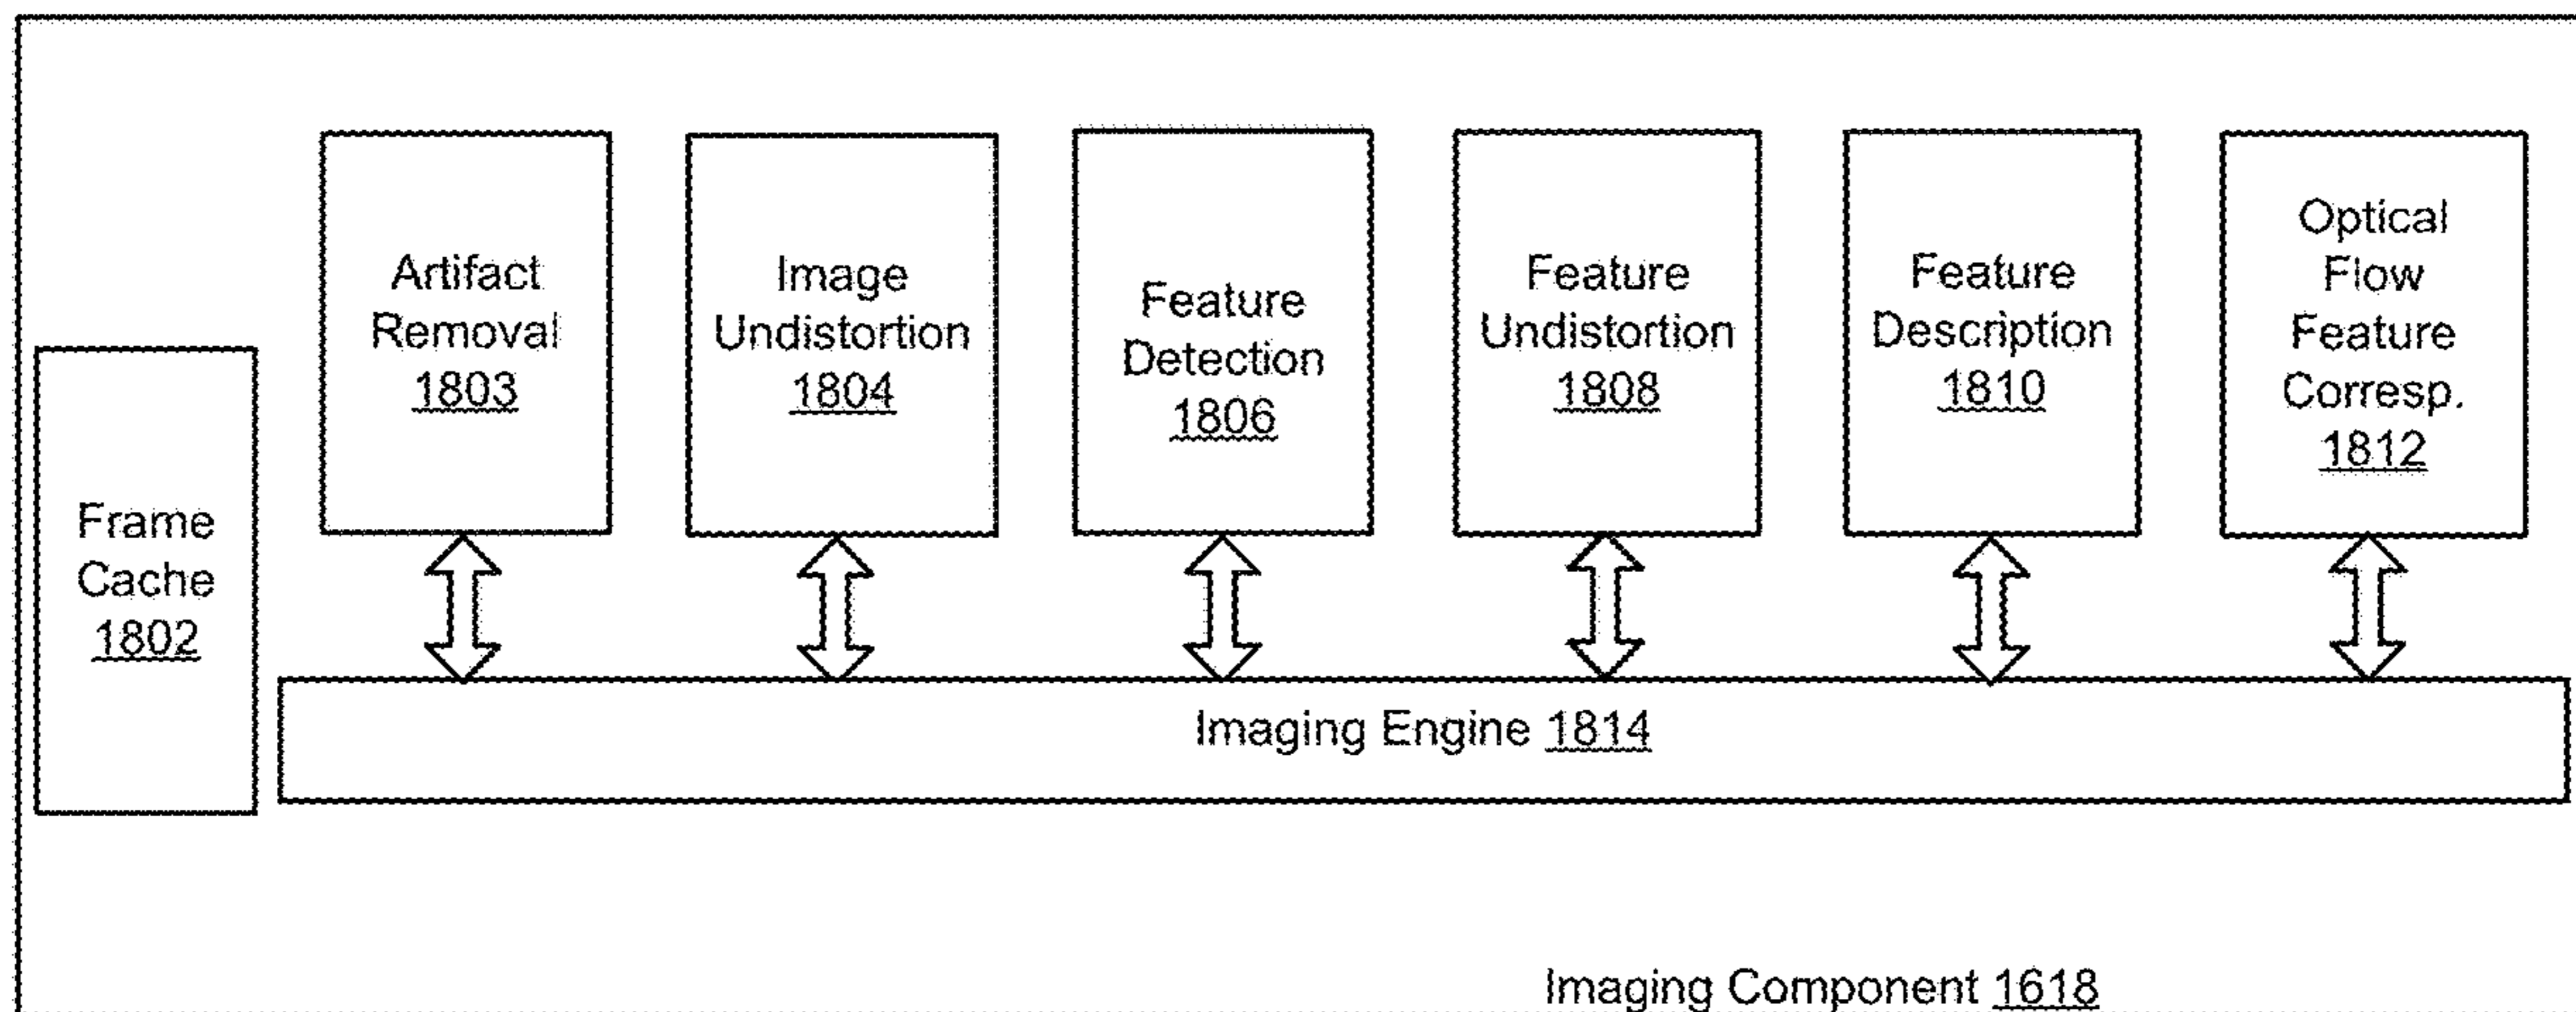 Artifact
Removal
1803
Image
Undistortion
1804
Feature
Detection
1806
Feature
Undistortion
1808
Feature
Description
1810
Optical
Flow
Feature
Corresp.
1812
Frame
Cache
1802
Imaging Engine 1814
Imaging Component 1618